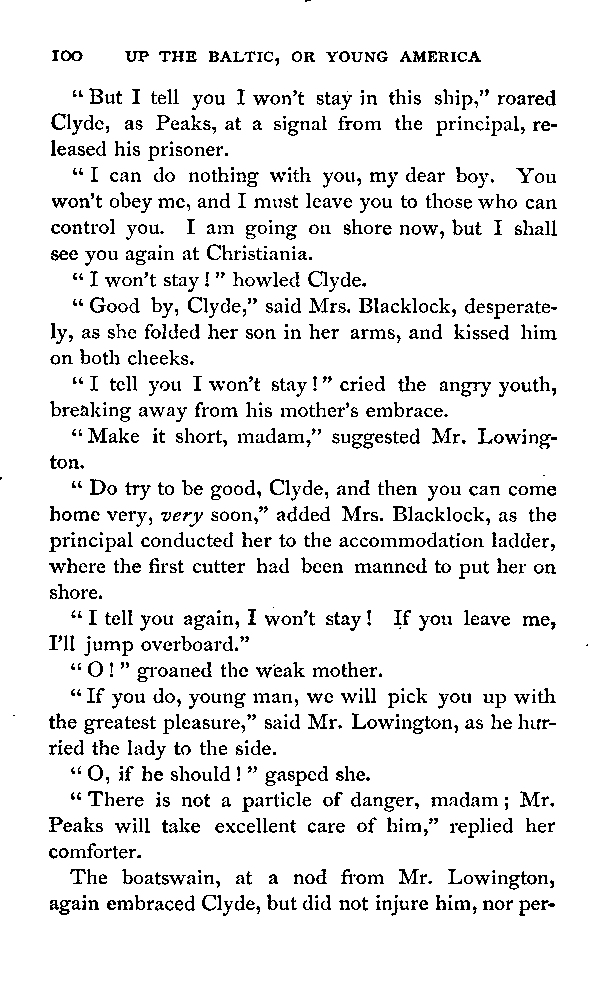 100 UP THE BALTIC, OR YOUNG AMERICA
“ But I tell you I won’t stay in this ship,” roared
Clyde, as Peaks, at a signal from the principal, re-
leased his prisoner.
“ I can do nothing with you, my dear boy. You
won’t obey me, and I must leave you to those who can
control you. I am going on shore now, but I shall
see you again at Christiania.
“ I won’t stay ! ” howled Clyde.
“ Good by, Clyde,” said Mrs. Blacklock, desperate-
ly, as she folded her son in her arms, and kissed him
on both cheeks.
“ I tell you I won’t stay ! ” cried the angry youth,
breaking away from his mother’s embrace.
“ Make it short, madam,” suggested Mr. Lowing-
ton.
“ Do try to be good, Clyde, and then you can come
home very, very soon,” added Mrs. Blacklock, as the
principal conducted her to the accommodation ladder,
where the first cutter had been manned to put her on
shore.
“ I tell you again, I won’t stay ! If you leave me,
I’ll jump overboard.”
“ O ! ” groaned the weak mother.
“ If you do, young man, we will pick you up with
the greatest pleasure,” said Mr. Lowington, as he hur-
ried the lady to the side.
“ O, if he should ! ” gasped she.
“ There is not a particle of danger, madam ; Mr.
Peaks will take excellent care of him,” replied her
comforter.
The boatswain, at a nod from Mr. Lowington,
again embraced Clyde, but did not injure him, nor per-